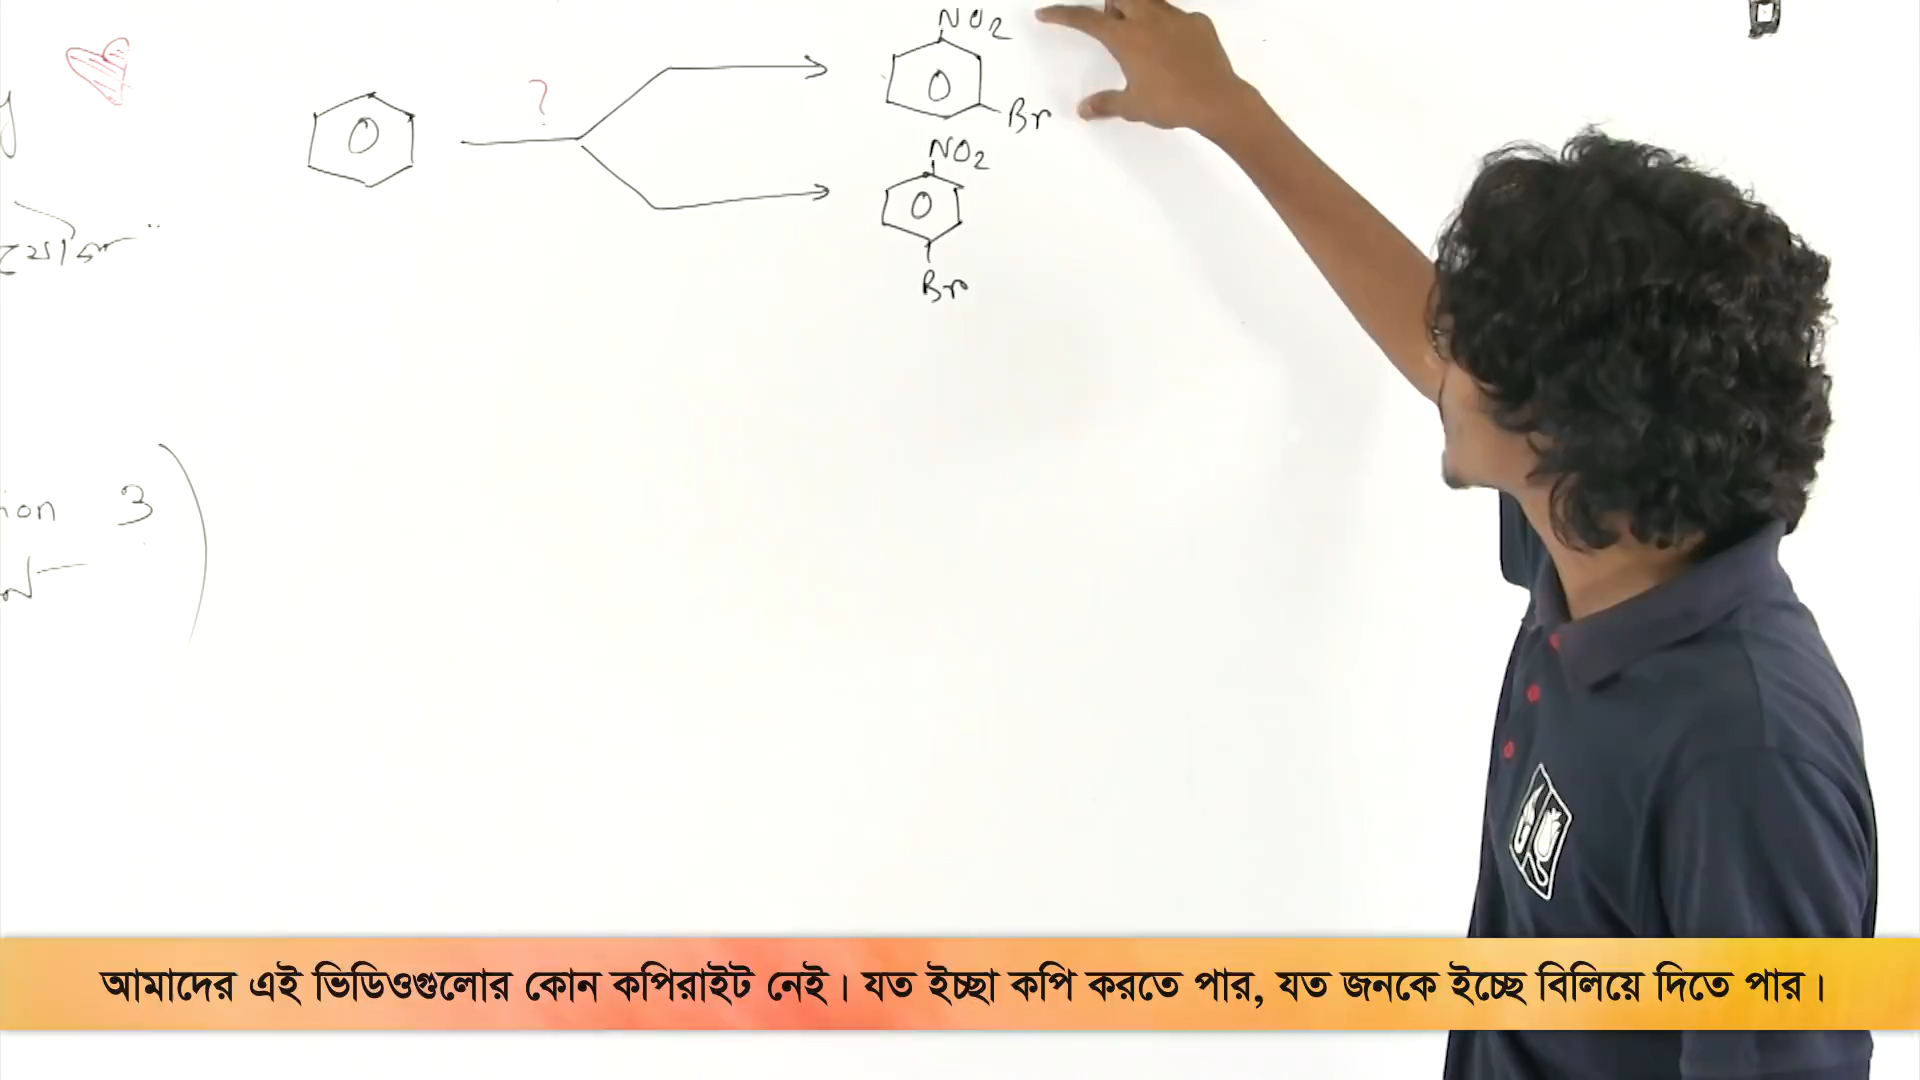 NO2
?
Br
NO2
Br
ion 3
আমাদের এই ভিডিওগুলোর কোন কপিরাইট নেই। যত ইচ্ছা কপি করতে পার, যত জনকে ইচ্ছে বিলিয়ে দিতে পার।